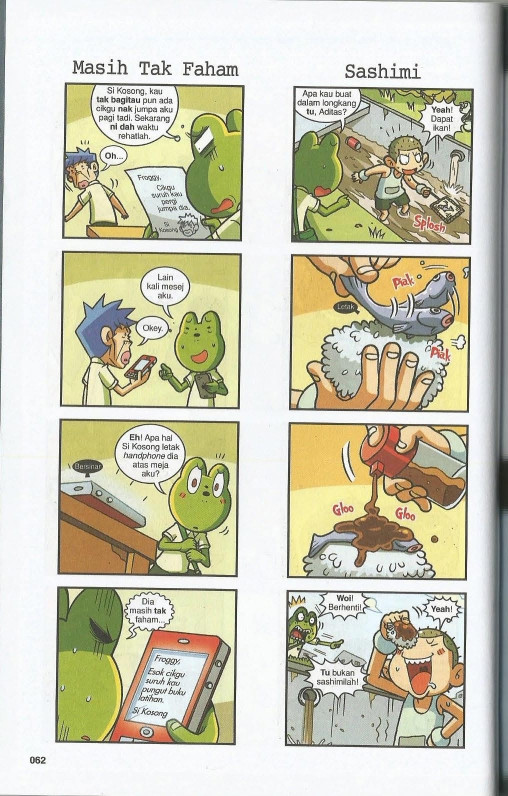 Masih Tak Faham
Si Kosong, kau
tak bagitau pun ada
cikgu nak jumpa aku
pagi tadi. Sekarang
ni dah waktu
rehatlah.
Oh...
Froggy,
Cikgu
suruh kau
pergi
jumpa dia.
Si
Kosong
Lain
kali mesej
aku.
Okey.
Eh! Apa hal
Si Kosong letak
handphone dia
atas meja
aku?
Bersinar
Dia
masih tak
faham...
Froggy,
Esok cikgu
suruh kau
pungut buku
latihan.
Si Kosong
Sashimi
Apa kau buat
dalam longkang
tu, Aditas?
Yeah!
Dapat
ikan!
Splosh
Piak
Letak
Piak
Gloo
Gloo
Woi!
Berhenti!
Yeah!
Tu bukan
sashimilah!
062